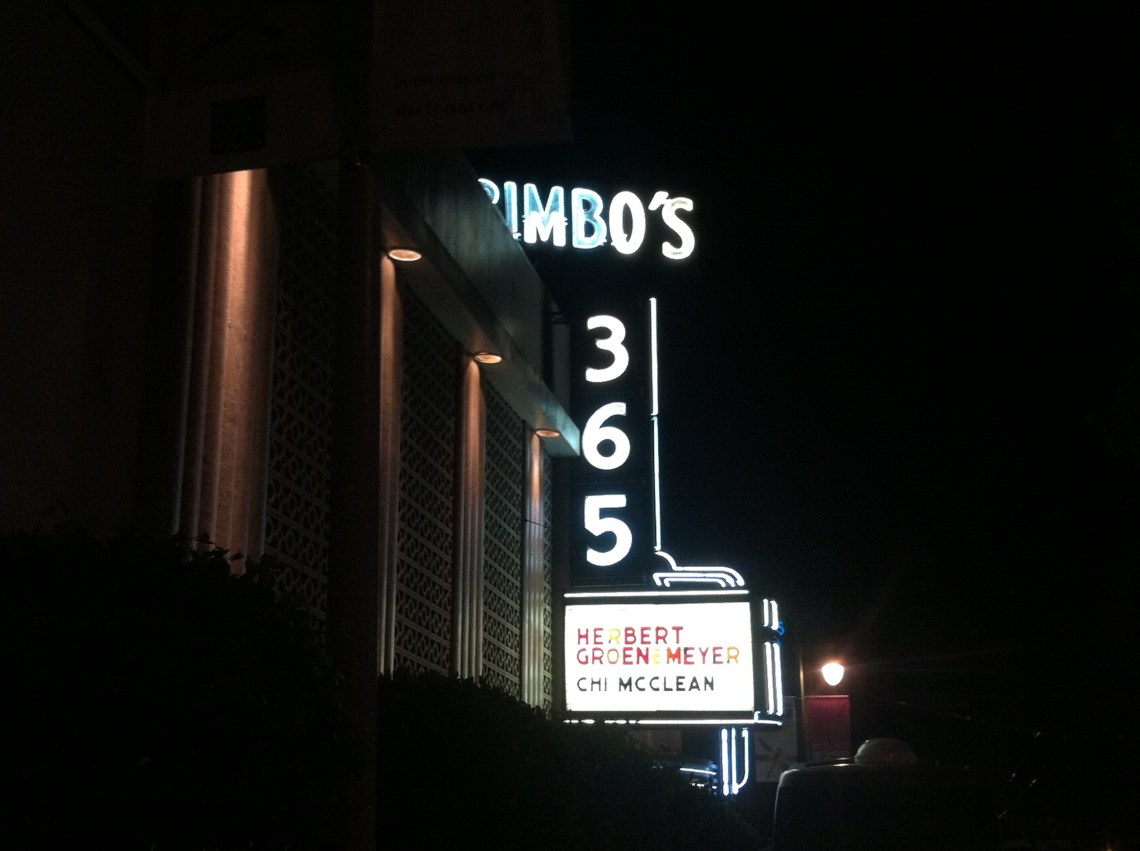 BIMBO'S
3
6
5
HERBERT
GROENEMEYER
CHI MCCLEAN